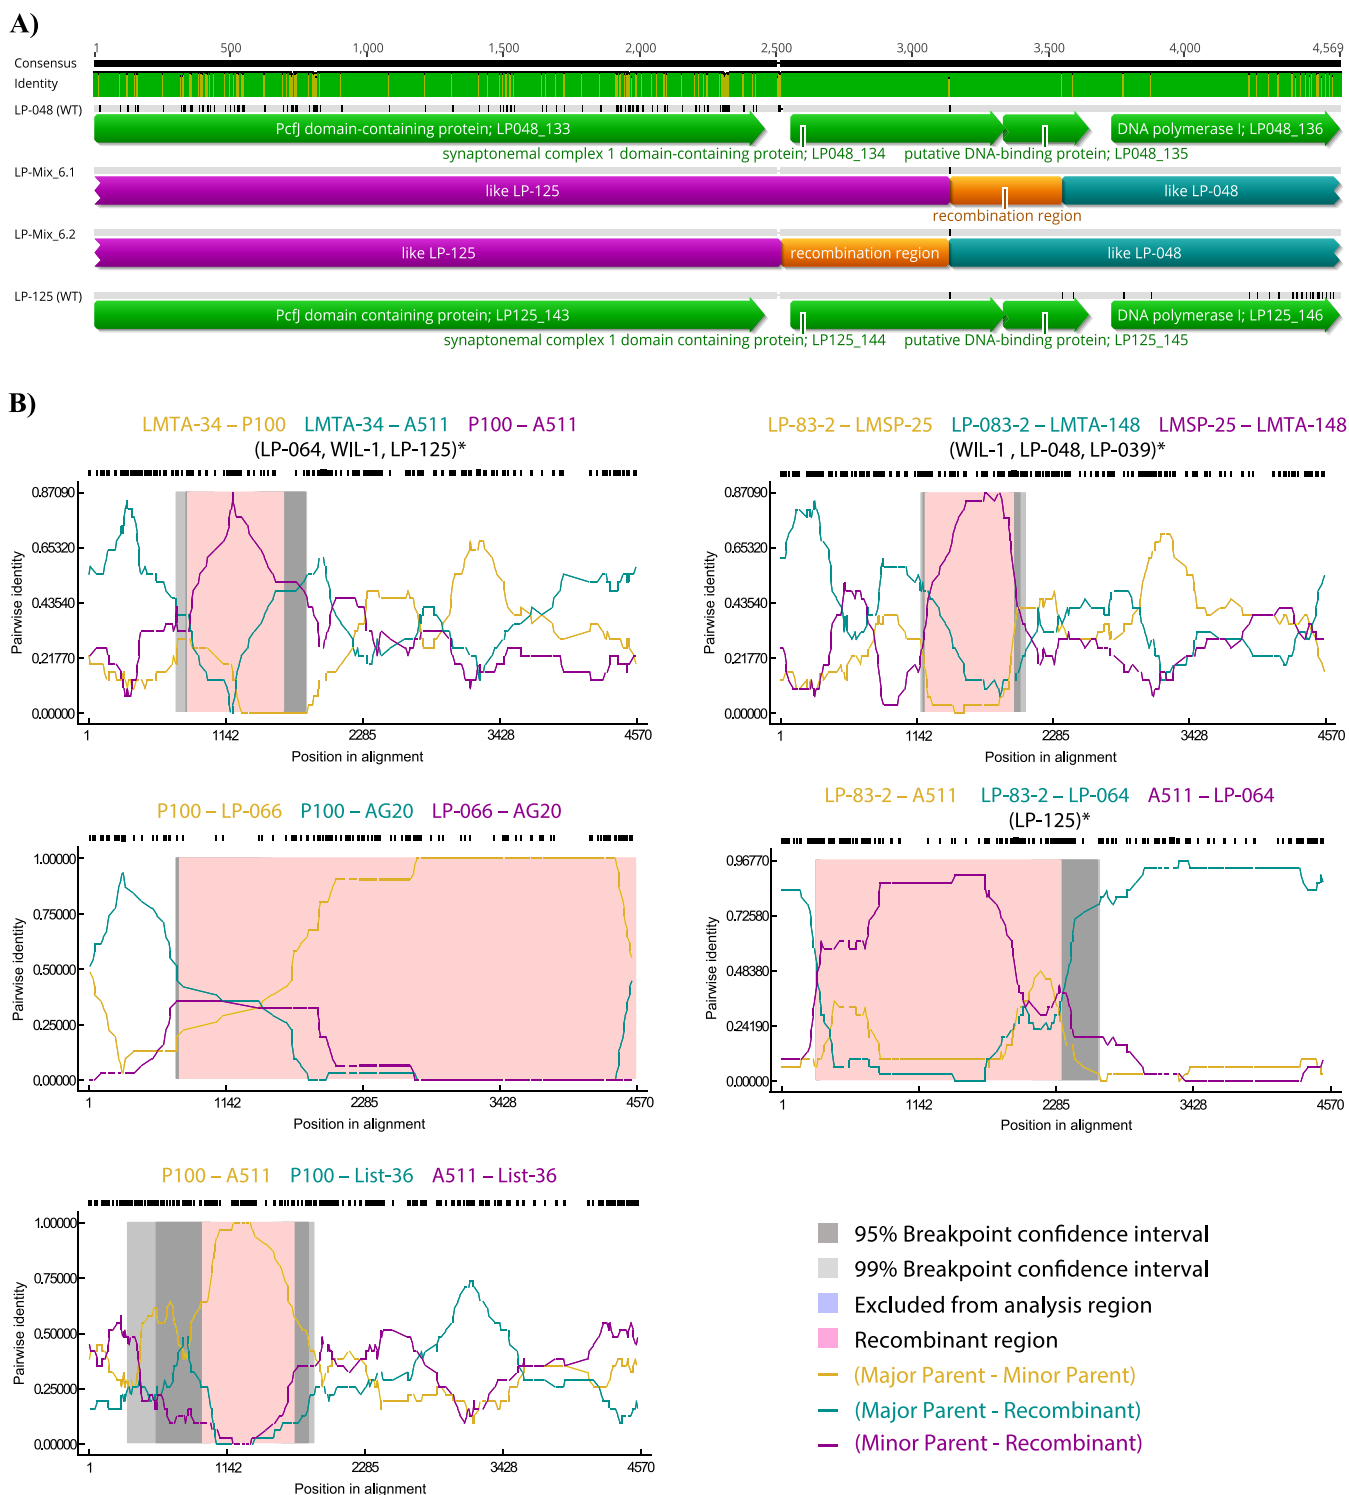 A)
1 500 1,000 1,500 2,000 2,500 3,000 3,500 4,000 4,569
Consensus
Identity
LP-048 (WT)
PcfJ domain-containing protein; LP048_133
DNA polymerase I; LP048_136
synaptonemal complex 1 domain-containing protein; LP048_134
putative DNA-binding protein; LP048_135
LP-Mix_6.1
like LP-125
like LP-048
recombination region
LP-Mix_6.2
like LP-125
recombination region
like LP-048
LP-125 (WT)
PcfJ domain containing protein; LP125_143
DNA polymerase I; LP125_146
synaptonemal complex 1 domain containing protein; LP125_144
putative DNA-binding protein; LP125_145
B)
LMTA-34 – P100 LMTA-34 – A511 P100 – A511
(LP-064, WIL-1, LP-125)*
0.87090
0.65320
0.43540
0.21770
0.00000
Pairwise identity
1 1142 2285 3428 4570
Position in alignment
LP-83-2 – LMSP-25 LP-083-2 – LMTA-148 LMSP-25 – LMTA-148
(WIL-1 , LP-048, LP-039)*
0.87090
0.65320
0.43540
0.21770
0.00000
Pairwise identity
1 1142 2285 3428 4570
Position in alignment
P100 – LP-066 P100 – AG20 LP-066 – AG20
1.00000
0.75000
0.50000
0.25000
0.00000
Pairwise identity
1 1142 2285 3428 4570
Position in alignment
LP-83-2 – A511 LP-83-2 – LP-064 A511 – LP-064
(LP-125)*
0.96770
0.72580
0.48380
0.24190
0.00000
Pairwise identity
1 1142 2285 3428 4570
Position in alignment
P100 – A511 P100 – List-36 A511 – List-36
1.00000
0.75000
0.50000
0.25000
0.00000
Pairwise identity
1 1142 2285 3428 4570
Position in alignment
95% Breakpoint confidence interval
99% Breakpoint confidence interval
Excluded from analysis region
Recombinant region
(Major Parent - Minor Parent)
(Major Parent - Recombinant)
(Minor Parent - Recombinant)